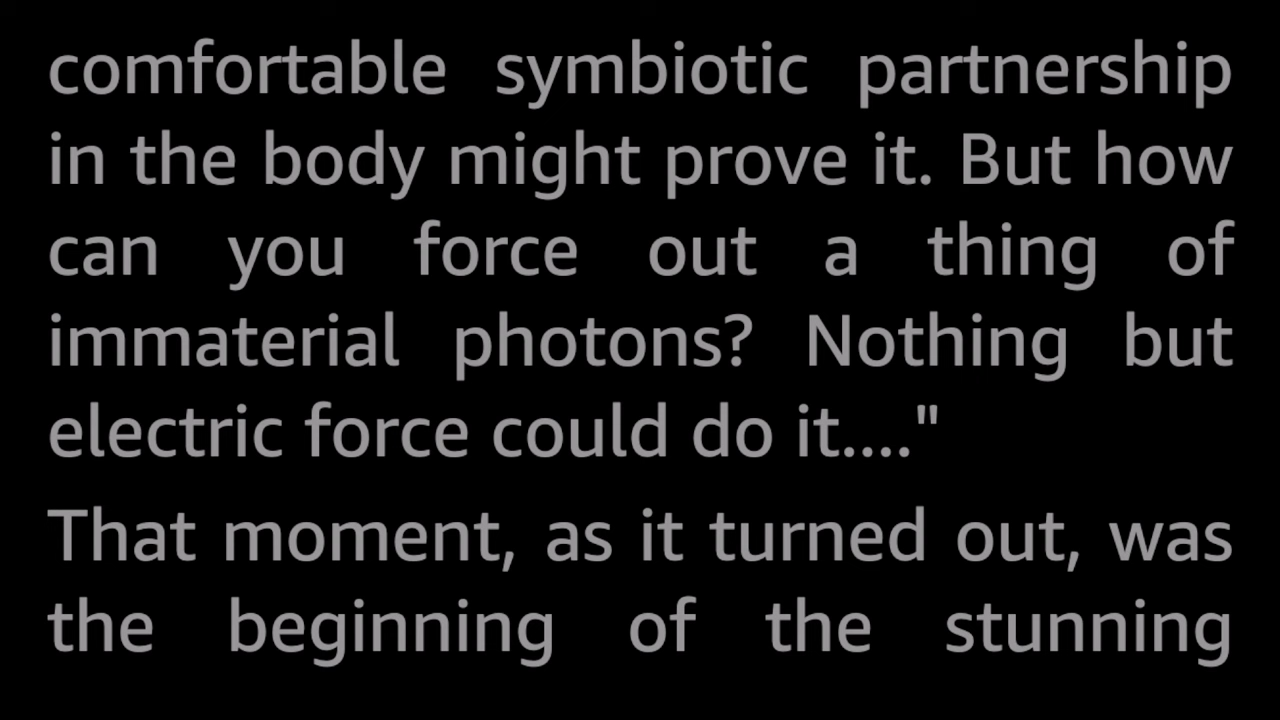 comfortable symbiotic partnership
in the body might prove it. But how
can you force out a thing of
immaterial photons? Nothing but
electric force could do it...."
That moment, as it turned out, was
the beginning of the stunning